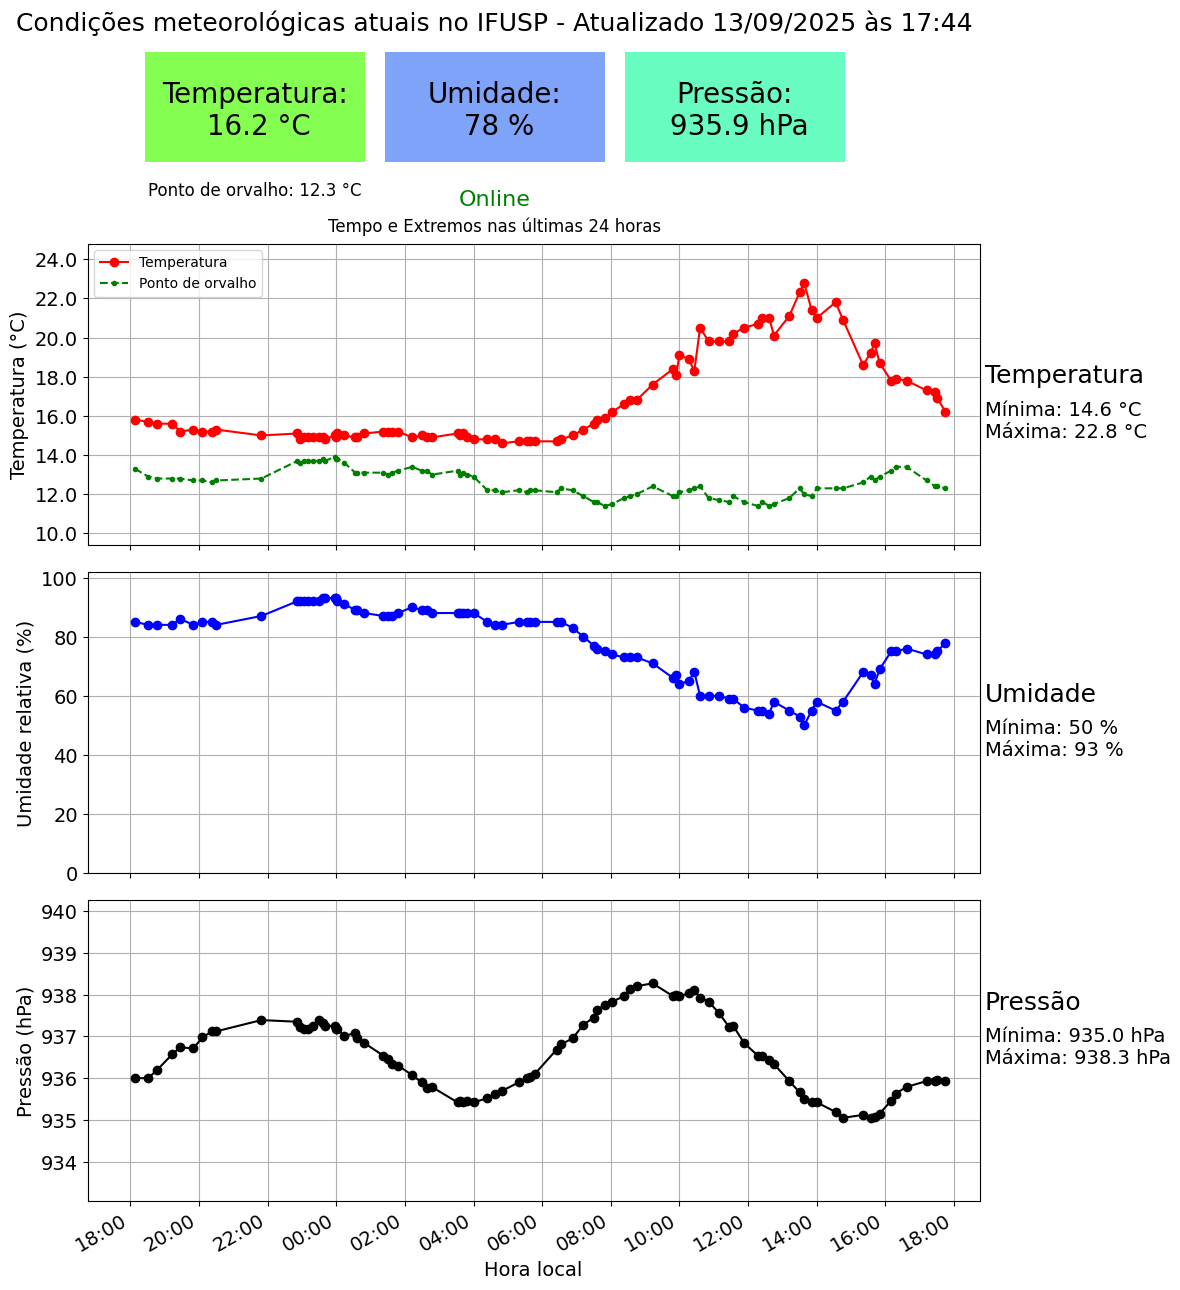 Condições meteorológicas atuais no IFUSP - Atualizado 13/09/2025 às 17:44
Temperatura:
16.2 °C
Umidade:
78 %
Pressão:
935.9 hPa
Ponto de orvalho: 12.3 °C
Online
Tempo e Extremos nas últimas 24 horas
Temperatura (°C)
24.0
22.0
20.0
18.0
16.0
14.0
12.0
10.0
Temperatura
Ponto de orvalho
Temperatura
Mínima: 14.6 °C
Máxima: 22.8 °C
Umidade relativa (%)
100
80
60
40
20
0
Umidade
Mínima: 50 %
Máxima: 93 %
Pressão (hPa)
940
939
938
937
936
935
934
Pressão
Mínima: 935.0 hPa
Máxima: 938.3 hPa
18:00
20:00
22:00
00:00
02:00
04:00
06:00
08:00
10:00
12:00
14:00
16:00
18:00
Hora local